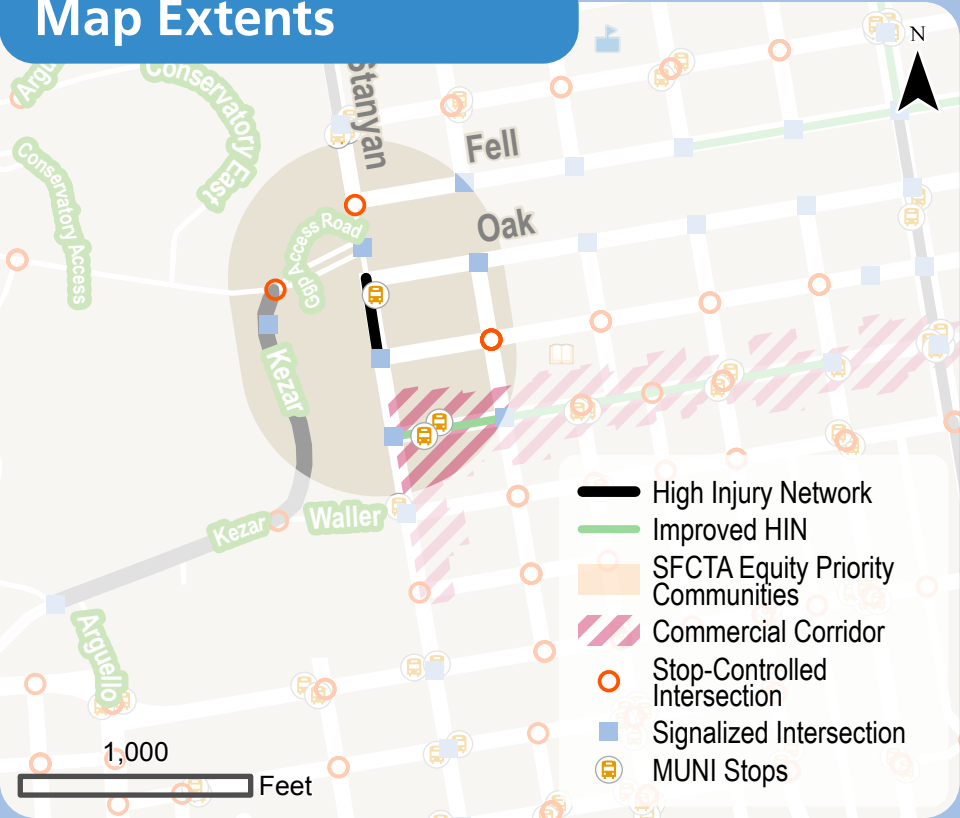 Map Extents
N
Argu
Conservatory East
Stanyan
Fell
Conservatory Access
Oak
Ggp Access Road
Kezar
Kezar
Waller
Arguello
High Injury Network
Improved HIN
SFCTA Equity Priority
Communities
Commercial Corridor
Stop-Controlled
Intersection
Signalized Intersection
MUNI Stops
1,000
Feet